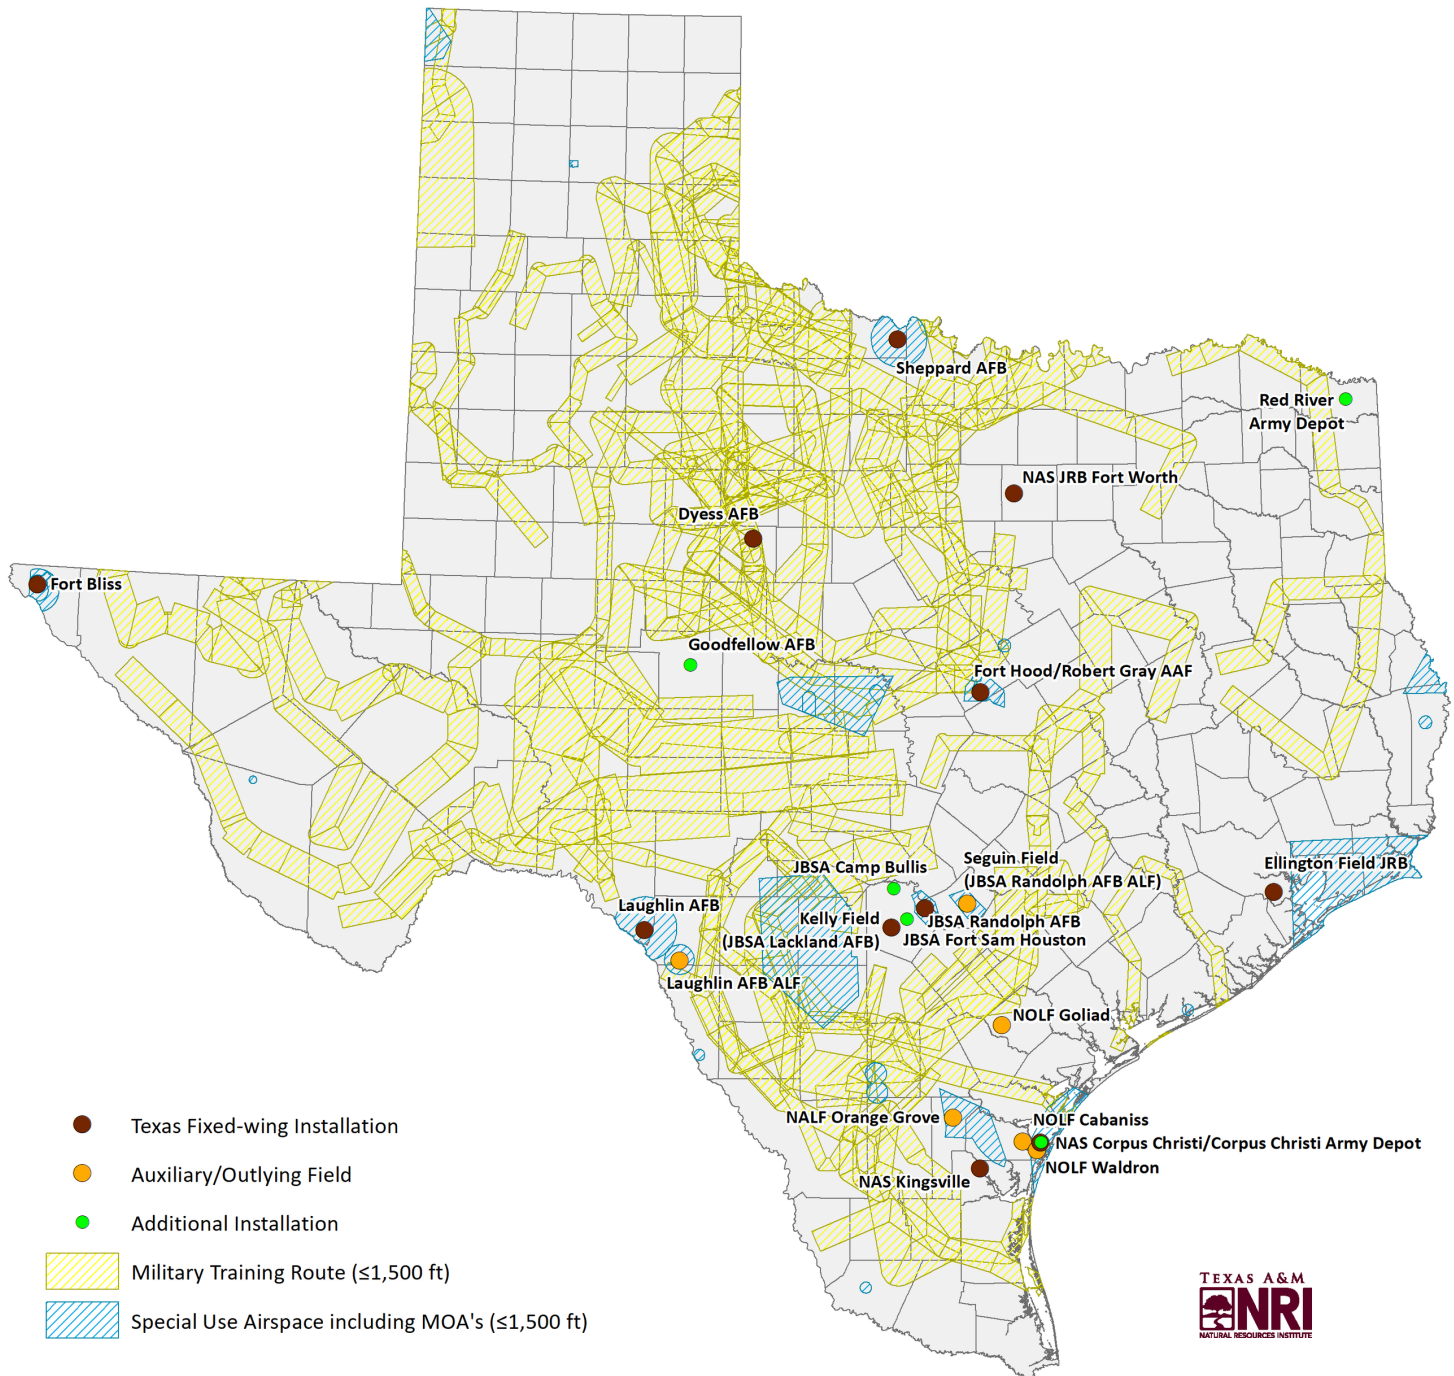 Sheppard AFB
Red River
Army Depot
NAS JRB Fort Worth
Dyess AFB
Fort Bliss
Goodfellow AFB
Fort Hood/Robert Gray AAF
JBSA Camp Bullis
Seguin Field
(JBSA Randolph AFB ALF)
Ellington Field JRB
Laughlin AFB
Kelly Field
(JBSA Lackland AFB)
JBSA Randolph AFB
JBSA Fort Sam Houston
Laughlin AFB ALF
NOLF Goliad
NALF Orange Grove
NOLF Cabaniss
NAS Corpus Christi/Corpus Christi Army Depot
NOLF Waldron
NAS Kingsville
Texas Fixed-wing Installation
Auxiliary/Outlying Field
Additional Installation
Military Training Route (≤1,500 ft)
Special Use Airspace including MOA's (≤1,500 ft)
TEXAS A&M
NRI
NATURAL RESOURCES INSTITUTE